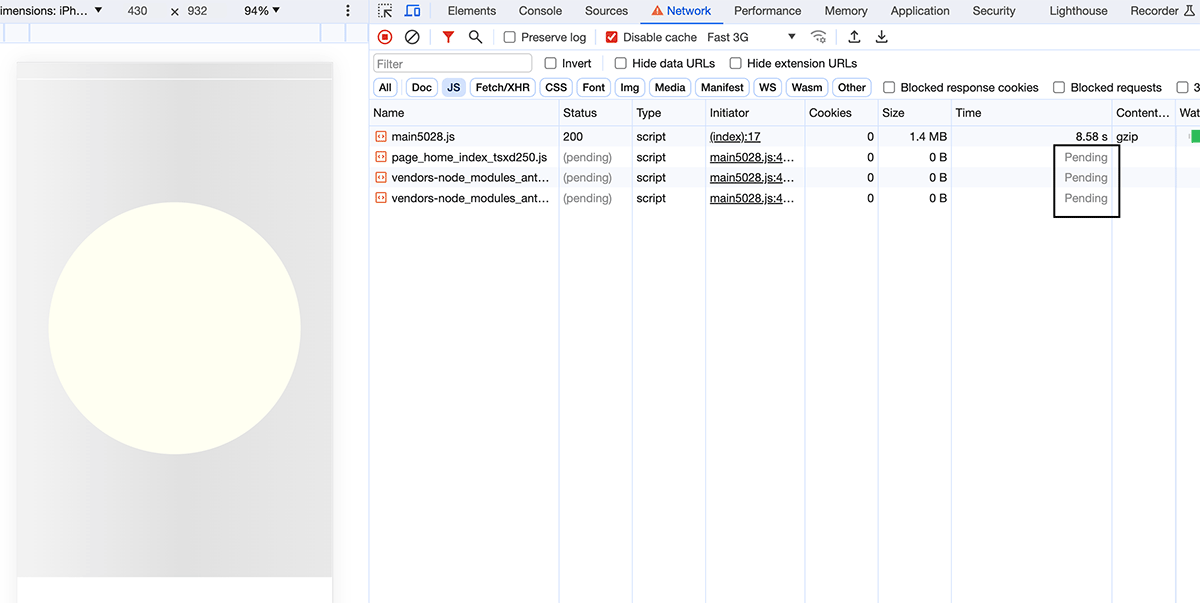 imensions: iPh... 430 × 932 94%
Elements Console Sources Network Performance Memory Application Security Lighthouse Recorder
Preserve log Disable cache Fast 3G
Filter Invert Hide data URLs Hide extension URLs
All Doc JS Fetch/XHR CSS Font Img Media Manifest WS Wasm Other Blocked response cookies Blocked requests 3
Name Status Type Initiator Cookies Size Time Content... Wat
main5028.js 200 script (index):17 0 1.4 MB 8.58 s gzip
page_home_index_tsxd250.js (pending) script main5028.js:4... 0 0 B Pending
vendors-node_modules_ant... (pending) script main5028.js:4... 0 0 B Pending
vendors-node_modules_ant... (pending) script main5028.js:4... 0 0 B Pending